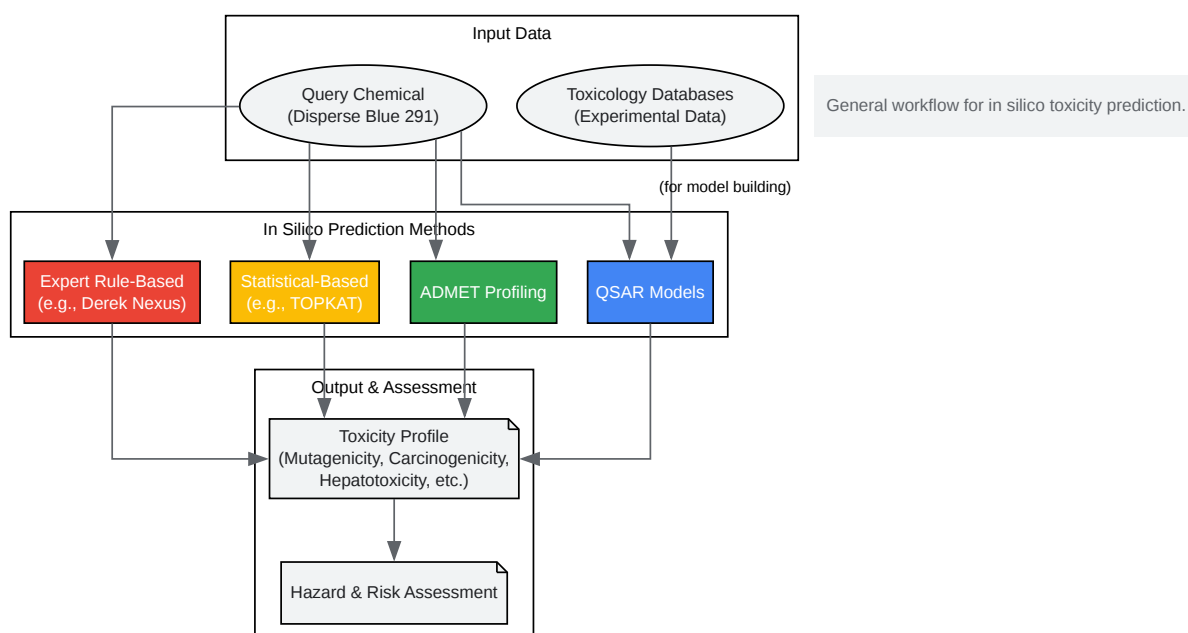 Input Data
Query Chemical
(Disperse Blue 291)
Toxicology Databases
(Experimental Data)
General workflow for in silico toxicity prediction.
(for model building)
In Silico Prediction Methods
Expert Rule-Based
(e.g., Derek Nexus)
Statistical-Based
(e.g., TOPKAT)
ADMET Profiling
QSAR Models
Output & Assessment
Toxicity Profile
(Mutagenicity, Carcinogenicity,
Hepatotoxicity, etc.)
Hazard & Risk Assessment